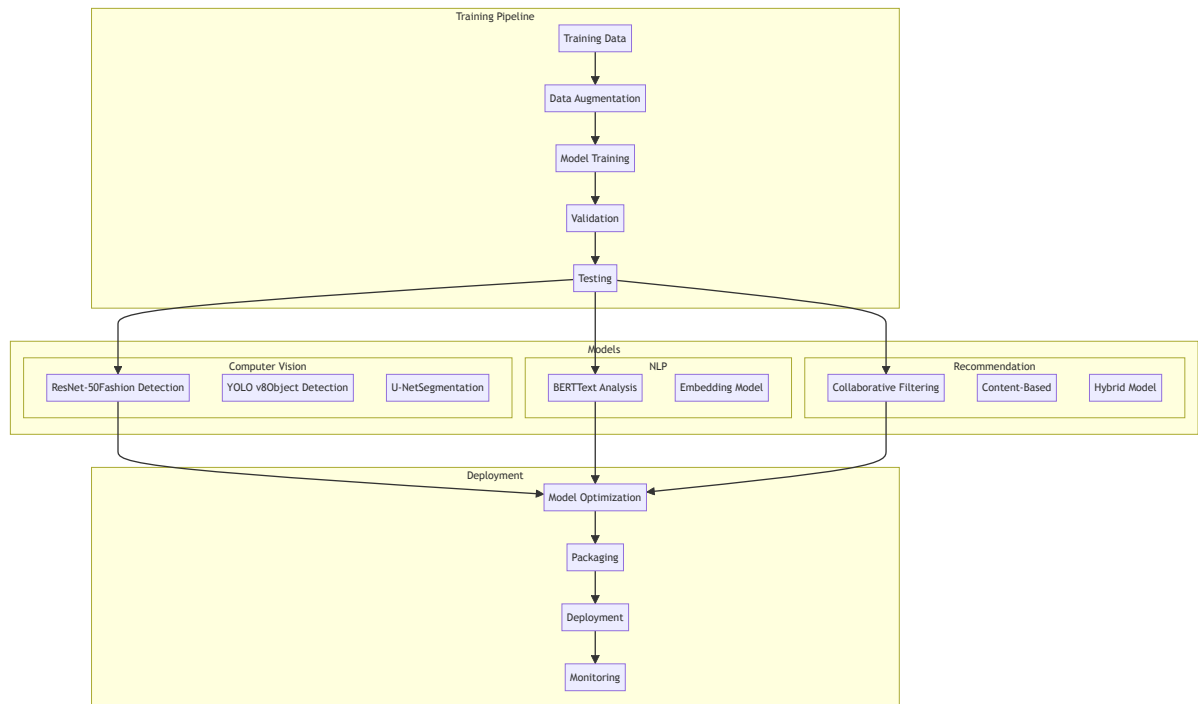 Training Pipeline
Training Data
Data Augmentation
Model Training
Validation
Testing
Models
Computer Vision
ResNet-50Fashion Detection
YOLO v8Object Detection
U-NetSegmentation
NLP
BERTText Analysis
Embedding Model
Recommendation
Collaborative Filtering
Content-Based
Hybrid Model
Deployment
Model Optimization
Packaging
Deployment
Monitoring